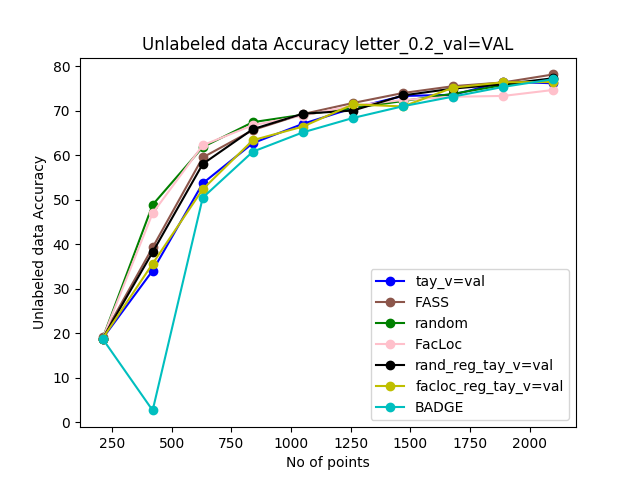 Unlabeled data Accuracy letter_0.2_val=VAL
80
70
60
50
40
30
20
10
0
Unlabeled data Accuracy
250
500
750
1000
1250
1500
1750
2000
No of points
tay_v=val
FASS
random
FacLoc
rand_reg_tay_v=val
facloc_reg_tay_v=val
BADGE